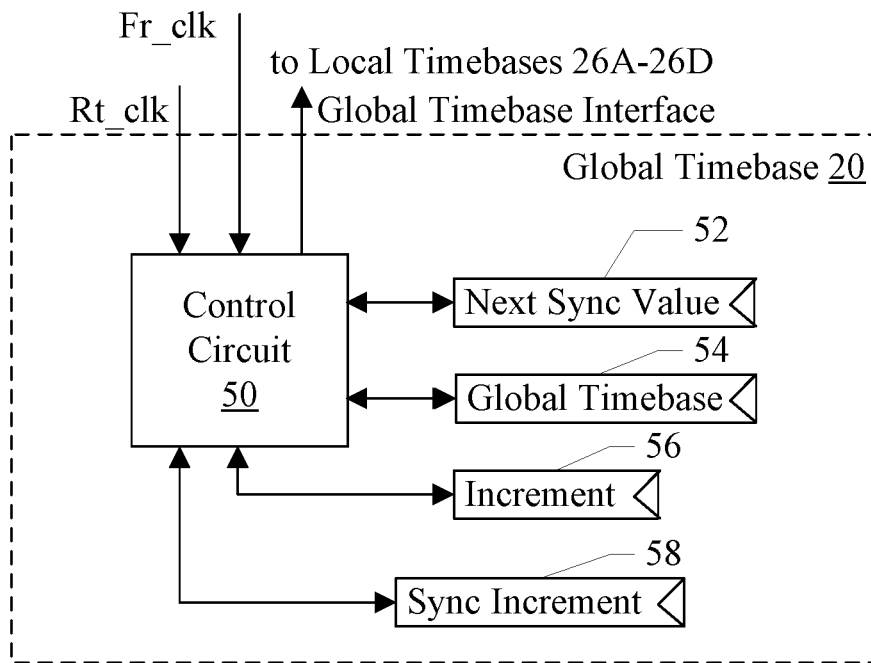 Fr_clk
to Local Timebases 26A-26D
Rt_clk
Global Timebase Interface
Global Timebase 20
52
Control
Circuit
50
Next Sync Value
54
Global Timebase
56
Increment
58
Sync Increment